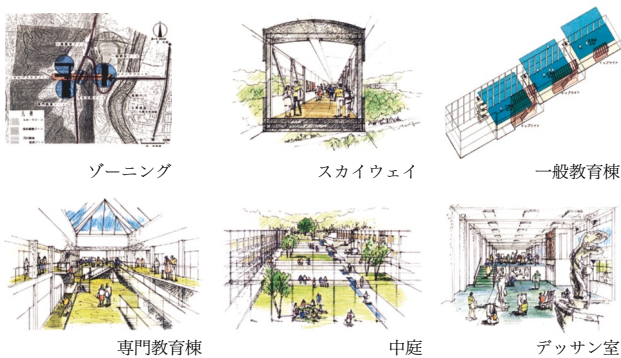 ゾーニング
スカイウェイ
一般教育棟
専門教育棟
中庭
デッサン室